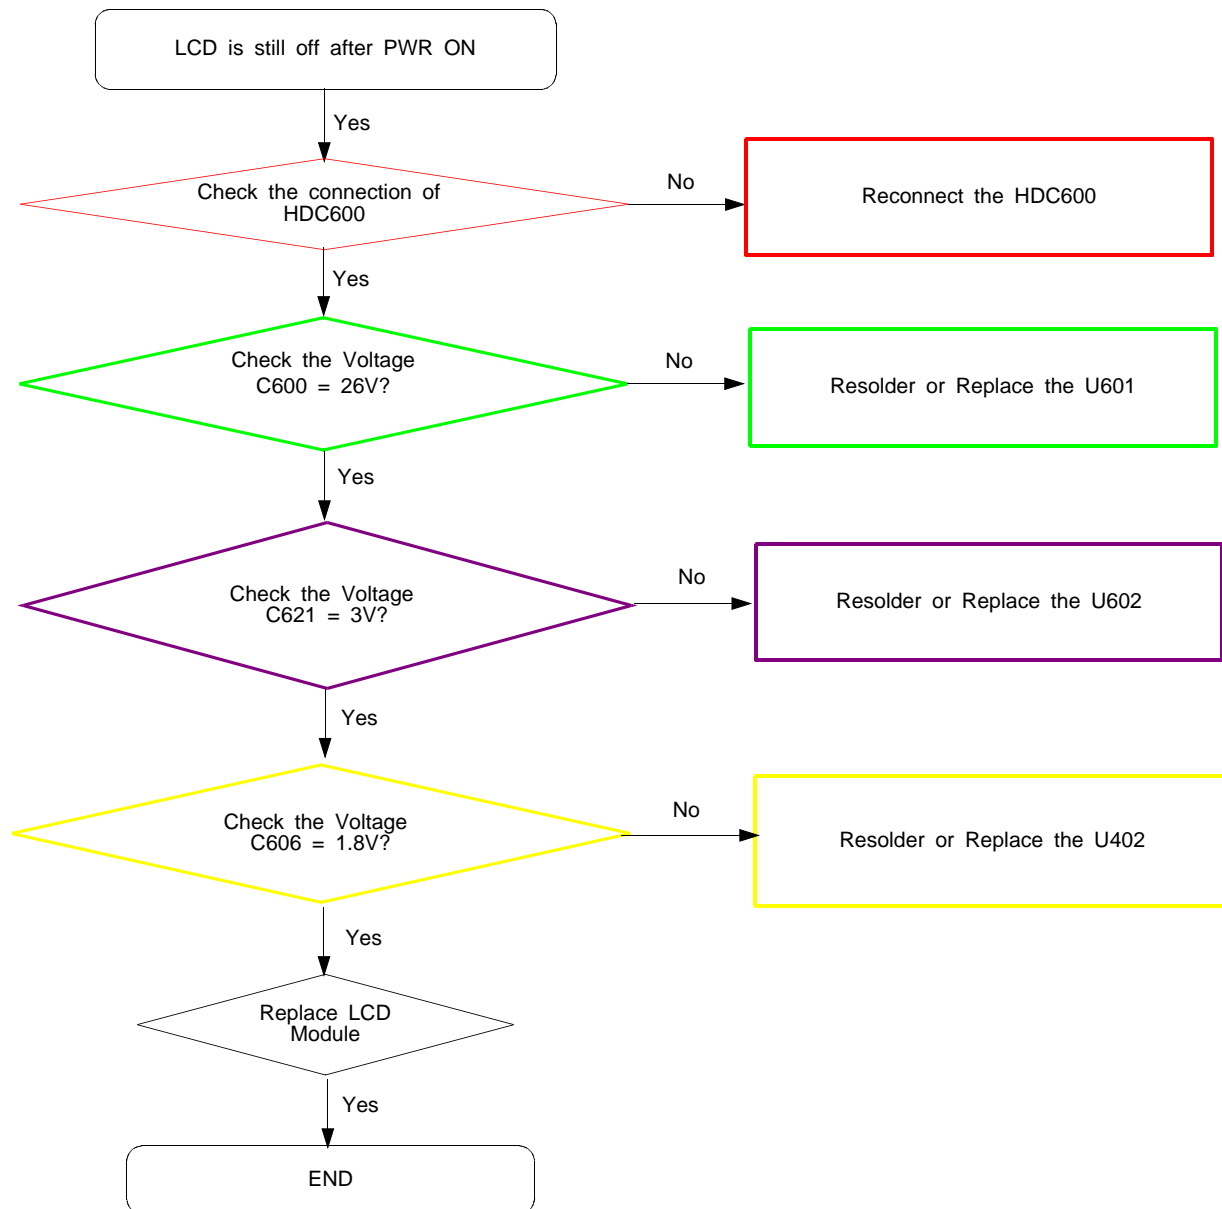 LCD is still off after PWR ON
Yes
Check the connection of
HDC600
No
Reconnect the HDC600
Yes
Check the Voltage
C600 = 26V?
No
Resolder or Replace the U601
Yes
Check the Voltage
C621 = 3V?
No
Resolder or Replace the U602
Yes
Check the Voltage
C606 = 1.8V?
No
Resolder or Replace the U402
Yes
Replace LCD
Module
Yes
END